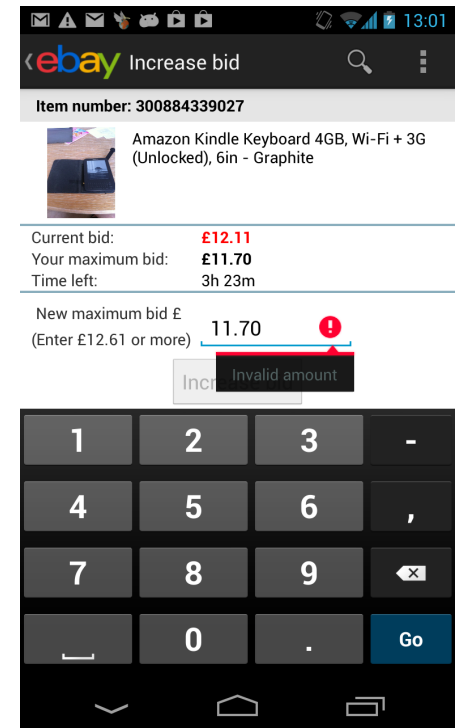 13:01
ebay Increase bid
Item number: 300884339027
Amazon Kindle Keyboard 4GB, Wi-Fi + 3G
(Unlocked), 6in - Graphite
Current bid: £12.11
Your maximum bid: £11.70
Time left: 3h 23m
New maximum bid £
(Enter £12.61 or more) 11.70
Invalid amount
1 2 3 -
4 5 6 ,
7 8 9
0 . Go